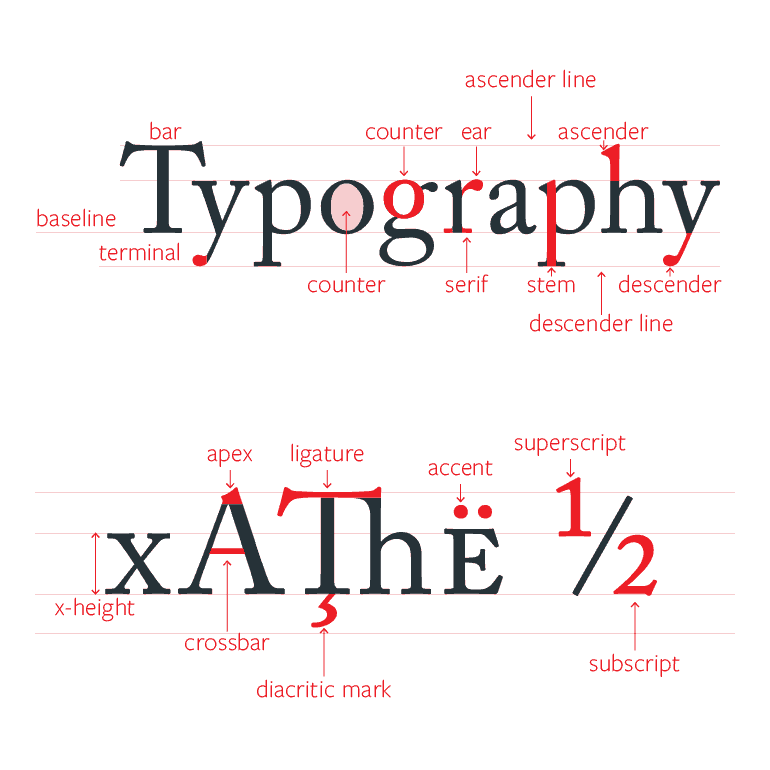 ascender line
bar counter ear ascender
Typography
baseline
terminal
counter serif stem descender
descender line
superscript
apex ligature accent
xAŢhË ½
x-height
crossbar subscript
diacritic mark